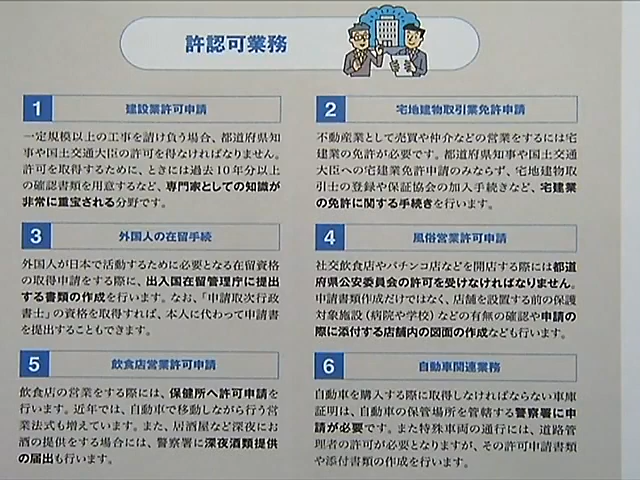 許認可業務
1 建設業許可申請
一定規模以上の工事を請け負う場合、都道府県知
事や国土交通大臣の許可を得なければなりません。
許可を取得するために、ときには過去10年分以上
の確認書類を用意するなど、専門家としての知識が
非常に重宝される分野です。
2 宅地建物取引業免許申請
不動産業として売買や仲介などの営業をするには宅
建業の免許が必要です。都道府県知事や国土交通
大臣への宅建業免許申請のみならず、宅地建物取
引士の登録や保証協会の加入手続きなど、宅建業
の免許に関する手続きを行います。
3 外国人の在留手続
外国人が日本で活動するために必要となる在留資格
の取得申請をする際に、出入国在留管理庁に提出
する書類の作成を行います。なお、「申請取次行政
書士」の資格を取得すれば、本人に代わって申請書
を提出することもできます。
4 風俗営業許可申請
社交飲食店やパチンコ店などを開店する際には都道
府県公安委員会の許可を受けなければなりません。
申請書類作成だけではなく、店舗を設置する前の保護
対象施設（病院や学校）などの有無の確認や申請の
際に添付する店舗内の図面の作成なども行います。
5 飲食店営業許可申請
飲食店の営業をする際には、保健所へ許可申請を
行います。近年では、自動車で移動しながら行う営
業法式も増えています。また、居酒屋など深夜にお
酒の提供をする場合には、警察署に深夜酒類提供
の届出も行います。
6 自動車関連業務
自動車を購入する際に取得しなければならない車庫
証明は、自動車の保管場所を管轄する警察署に申
請が必要です。また特殊車両の通行には、道路管
理者の許可が必要となりますが、その許可申請書類
や添付書類の作成を行います。